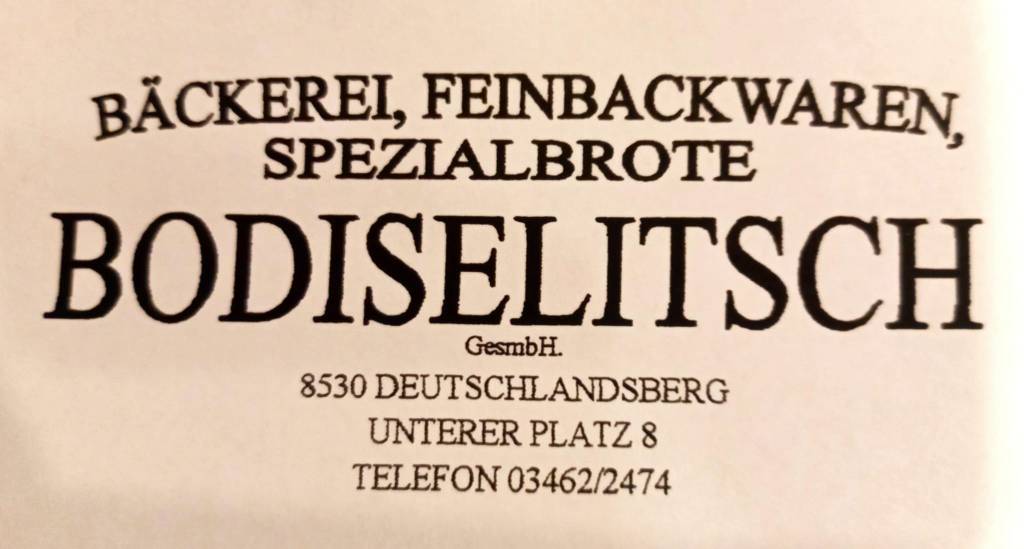 BÄCKEREI, FEINBACKWAREN,
SPEZIALBROTE
BODISELITSCH
GesmbH.
8530 DEUTSCHLANDSBERG
UNTERER PLATZ 8
TELEFON 03462/2474